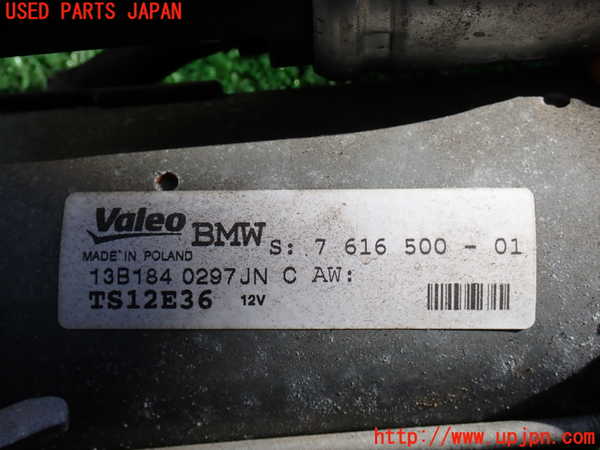 USED PARTS JAPAN
Valeo BMW S: 7 616 500 - 01
MADE IN POLAND
13B184 0297JN C AW:
TS12E36 12V
http://www.upjpn.com/